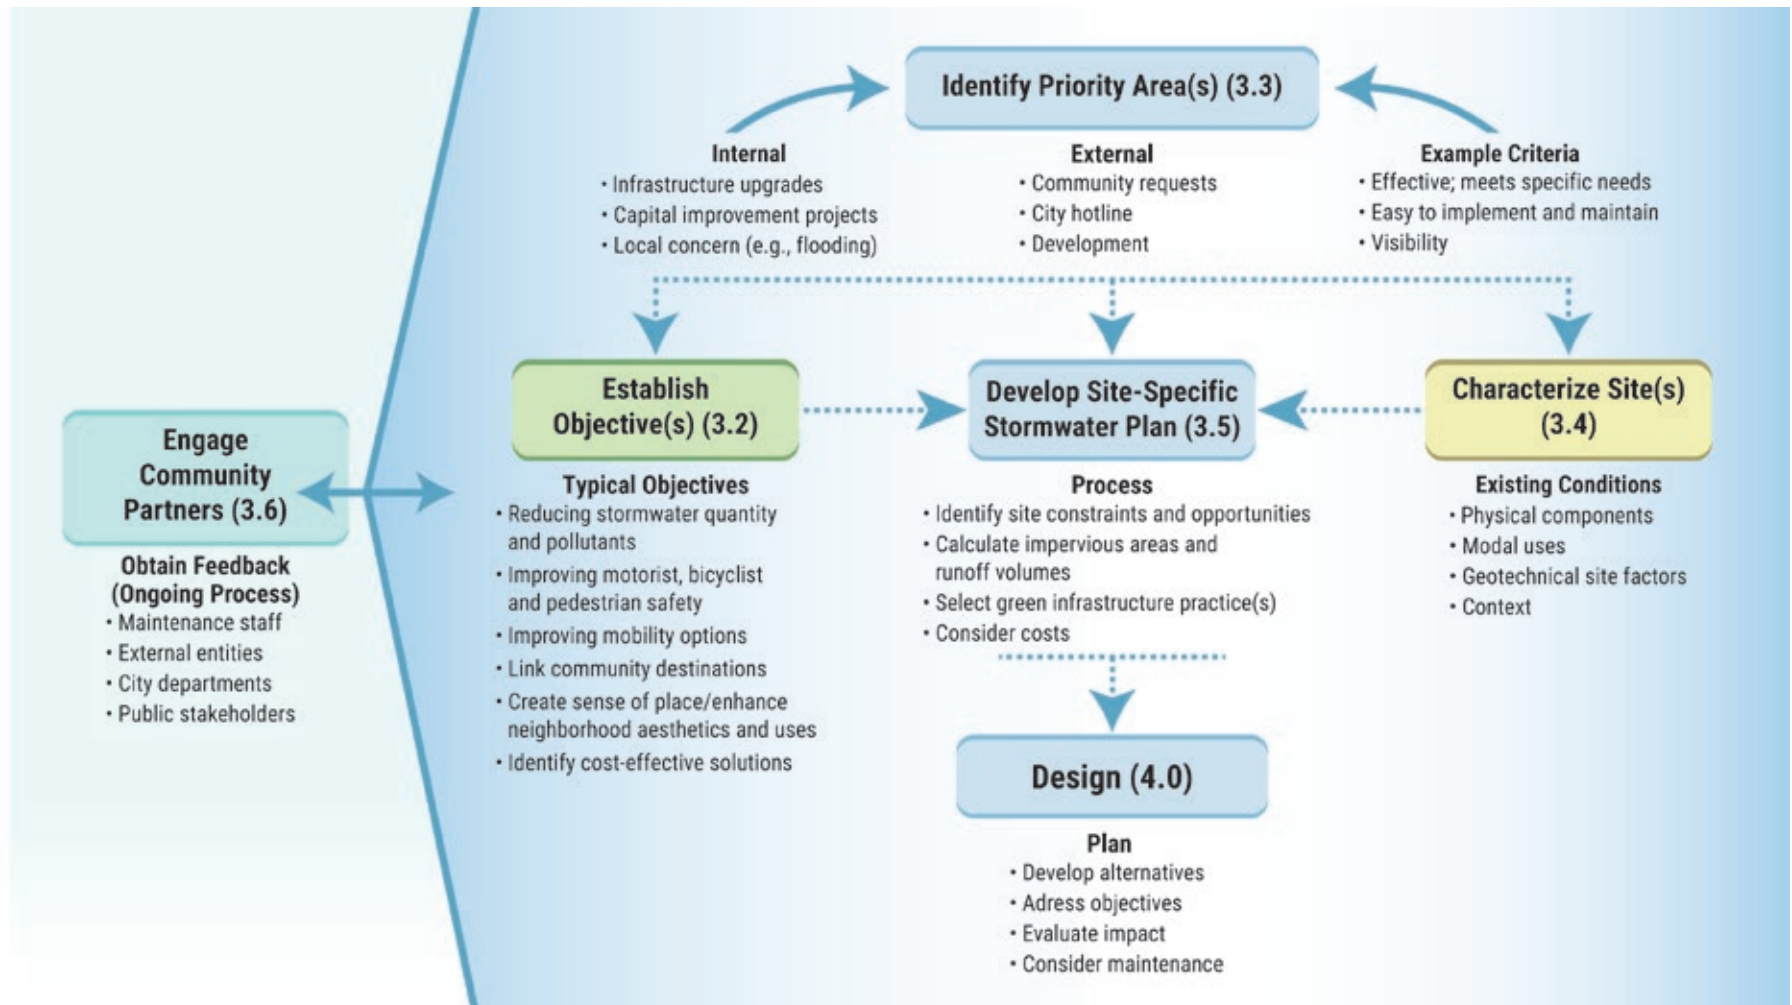 Identify Priority Area(s) (3.3)
Internal
• Infrastructure upgrades
• Capital improvement projects
• Local concern (e.g., flooding)
External
• Community requests
• City hotline
• Development
Example Criteria
• Effective; meets specific needs
• Easy to implement and maintain
• Visibility
Engage
Community
Partners (3.6)
Obtain Feedback
(Ongoing Process)
• Maintenance staff
• External entities
• City departments
• Public stakeholders
Establish
Objective(s) (3.2)
Typical Objectives
• Reducing stormwater quantity
and pollutants
• Improving motorist, bicyclist
and pedestrian safety
• Improving mobility options
• Link community destinations
• Create sense of place/enhance
neighborhood aesthetics and uses
• Identify cost-effective solutions
Develop Site-Specific
Stormwater Plan (3.5)
Process
• Identify site constraints and opportunities
• Calculate impervious areas and
runoff volumes
• Select green infrastructure practice(s)
• Consider costs
Characterize Site(s)
(3.4)
Existing Conditions
• Physical components
• Modal uses
• Geotechnical site factors
• Context
Design (4.0)
Plan
• Develop alternatives
• Adress objectives
• Evaluate impact
• Consider maintenance